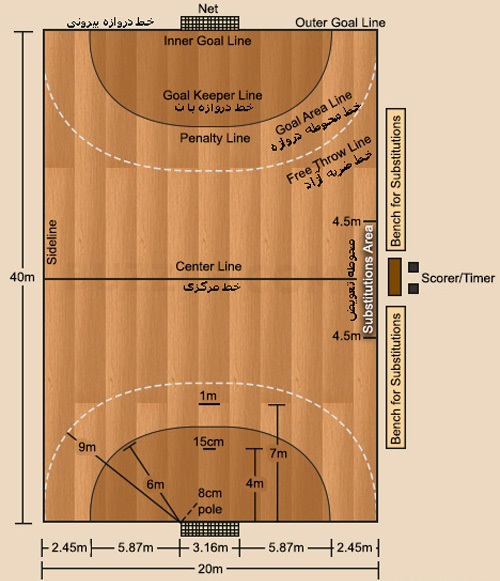 Net
خط دروازه بیرونی
Outer Goal Line
Inner Goal Line
Goal Keeper Line
خط دروازه بان
Goal Area Line
خط محوطه دروازه
Penalty Line
Free Throw Line
خط ضربه آزاد
Bench for Substitutions
4.5m
Sideline
Substitutions Area
محوطه تعویض
Center Line
خط مرکزی
40m
Scorer/Timer
4.5m
Bench for Substitutions
1m
9m
15cm
7m
6m
4m
8cm
pole
2.45m
5.87m
3.16m
5.87m
2.45m
20m